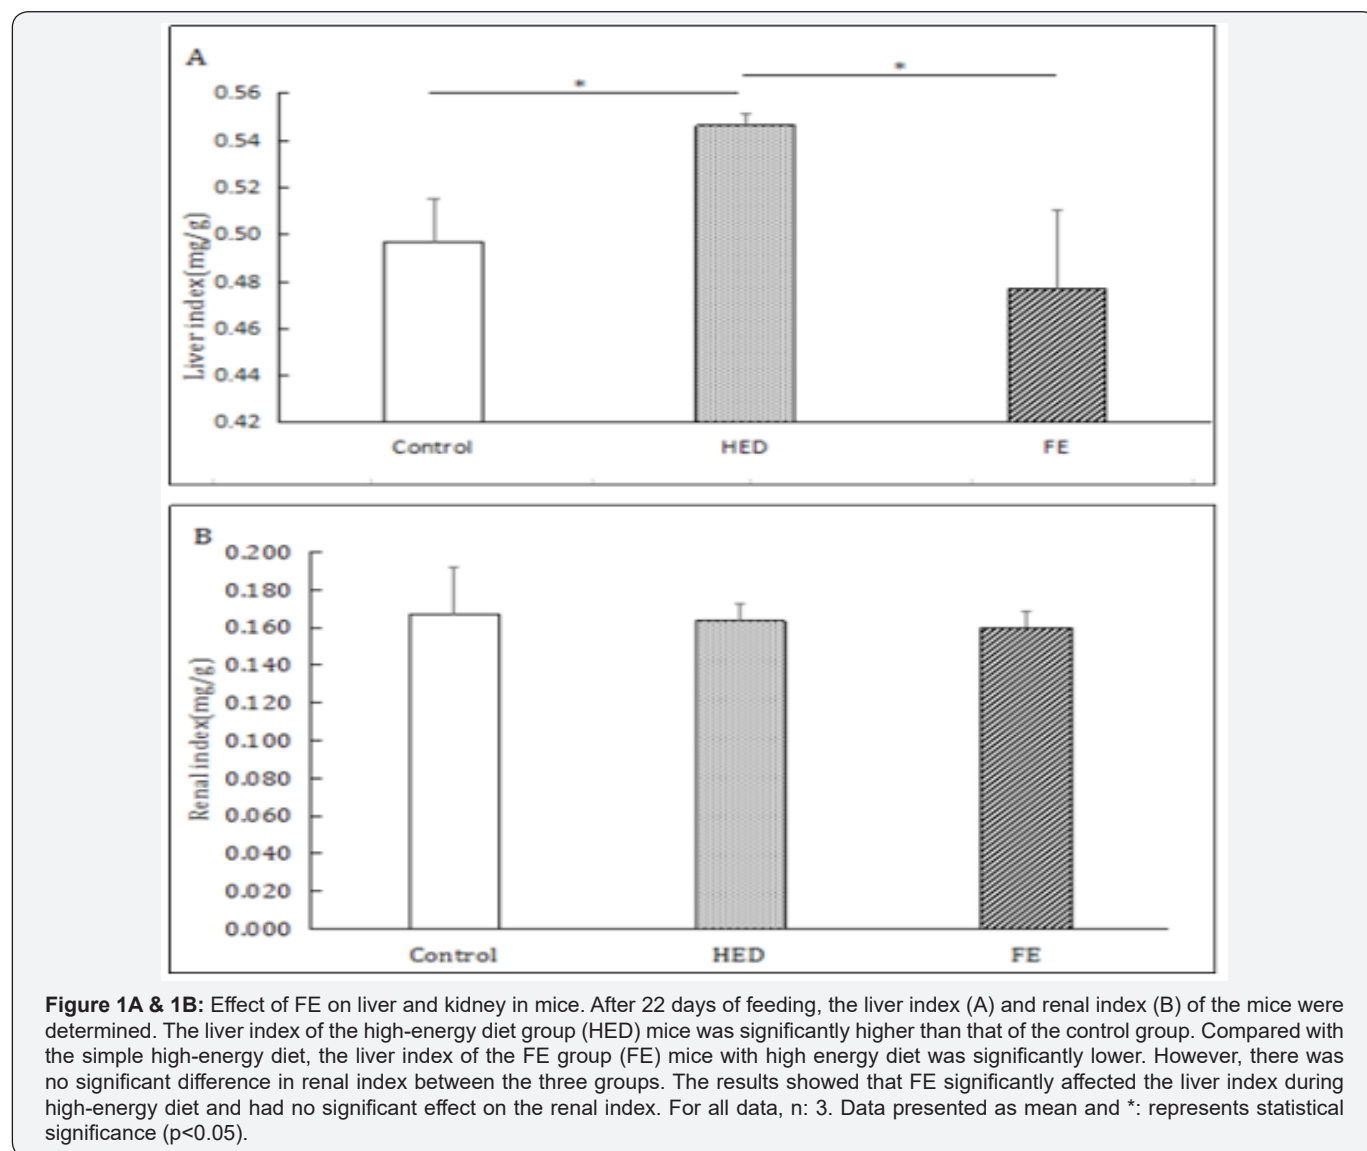 A
*
*
0.56
0.54
0.52
0.50
0.48
0.46
0.44
0.42
Liver index(mg/g)
Control
HED
FE
B
0.200
0.180
0.160
0.140
0.120
0.100
0.080
0.060
0.040
0.020
0.000
Renal index(mg/g)
Control
HED
FE
Figure 1A & 1B: Effect of FE on liver and kidney in mice. After 22 days of feeding, the liver index (A) and renal index (B) of the mice were
determined. The liver index of the high-energy diet group (HED) mice was significantly higher than that of the control group. Compared with
the simple high-energy diet, the liver index of the FE group (FE) mice with high energy diet was significantly lower. However, there was
no significant difference in renal index between the three groups. The results showed that FE significantly affected the liver index during
high-energy diet and had no significant effect on the renal index. For all data, n: 3. Data presented as mean and *: represents statistical
significance (p<0.05).